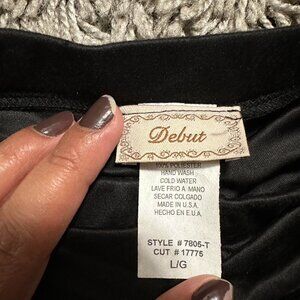 Debut
100% POLYESTER
HAND WASH
COLD WATER
LAVE FRIO A MANO
SECAR COLGADO
MADE IN U.S.A.
HECHO EN E.U.A.
STYLE # 7805-T
CUT # 17775
L/G